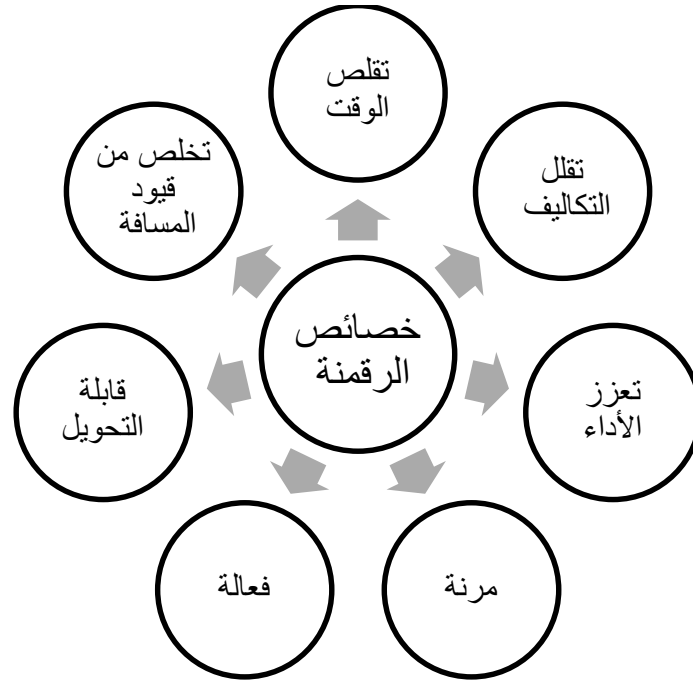 خصائص
الرقمنة
تقلص
الوقت
تقلل
التكاليف
تعزز
الأداء
مرنة
فعالة
قابلة
التحويل
تخلص من
قيود
المسافة